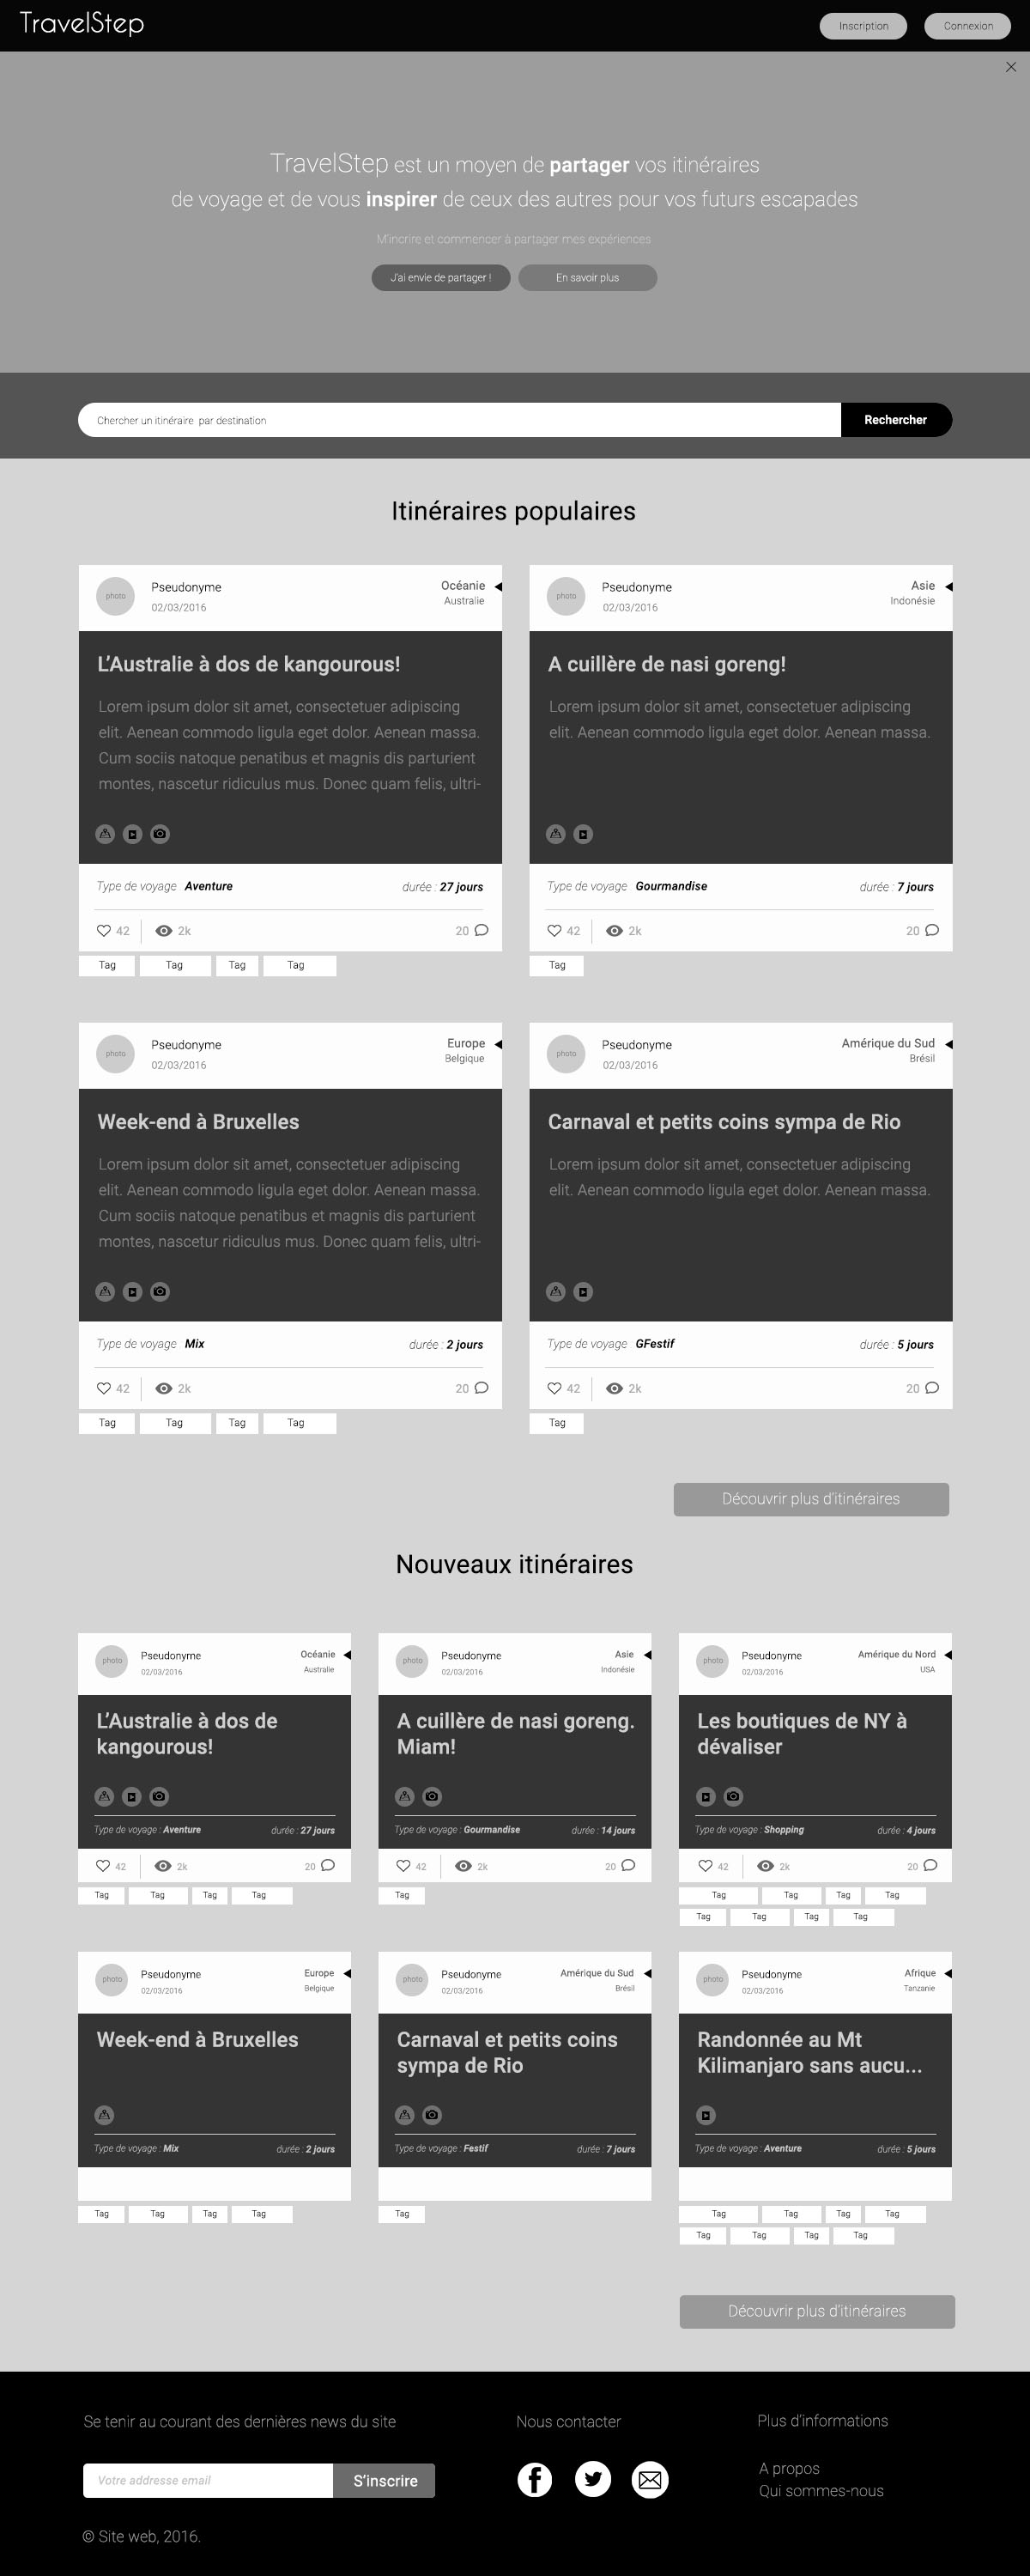 TravelStep
Inscription
Connexion
TravelStep est un moyen de partager vos itinéraires
de voyage et de vous inspirer de ceux des autres pour vos futurs escapades
M'incrire et commencer à partager mes expériences
J'ai envie de partager !
En savoir plus
Chercher un itinéraire par destination
Rechercher
Itinéraires populaires
photo
Pseudonyme
02/03/2016
Océanie
Australie
L'Australie à dos de kangourous!
Lorem ipsum dolor sit amet, consectetuer adipiscing
elit. Aenean commodo ligula eget dolor. Aenean massa.
Cum sociis natoque penatibus et magnis dis parturient
montes, nascetur ridiculus mus. Donec quam felis, ultri-
Type de voyage Aventure
durée : 27 jours
42
2k
20
Tag
Tag
Tag
Tag
photo
Pseudonyme
02/03/2016
Asie
Indonésie
A cuillère de nasi goreng!
Lorem ipsum dolor sit amet, consectetuer adipiscing
elit. Aenean commodo ligula eget dolor. Aenean massa.
Type de voyage Gourmandise
durée : 7 jours
42
2k
20
Tag
photo
Pseudonyme
02/03/2016
Europe
Belgique
Week-end à Bruxelles
Lorem ipsum dolor sit amet, consectetuer adipiscing
elit. Aenean commodo ligula eget dolor. Aenean massa.
Cum sociis natoque penatibus et magnis dis parturient
montes, nascetur ridiculus mus. Donec quam felis, ultri-
Type de voyage Mix
durée : 2 jours
42
2k
20
Tag
Tag
Tag
Tag
photo
Pseudonyme
02/03/2016
Amérique du Sud
Brésil
Carnaval et petits coins sympa de Rio
Lorem ipsum dolor sit amet, consectetuer adipiscing
elit. Aenean commodo ligula eget dolor. Aenean massa.
Type de voyage GFestif
durée : 5 jours
42
2k
20
Tag
Découvrir plus d'itinéraires
Nouveaux itinéraires
photo
Pseudonyme
02/03/2016
Océanie
Australie
L'Australie à dos de
kangourous!
Type de voyage : Aventure
durée : 27 jours
42
2k
20
Tag
Tag
Tag
Tag
photo
Pseudonyme
02/03/2016
Asie
Indonésie
A cuillère de nasi goreng.
Miam!
Type de voyage : Gourmandise
durée : 14 jours
42
2k
20
Tag
photo
Pseudonyme
02/03/2016
Amérique du Nord
USA
Les boutiques de NY à
dévaliser
Type de voyage : Shopping
durée : 4 jours
42
2k
20
Tag
Tag
Tag
Tag
Tag
Tag
Tag
Tag
photo
Pseudonyme
02/03/2016
Europe
Belgique
Week-end à Bruxelles
Type de voyage : Mix
durée : 2 jours
Tag
Tag
Tag
Tag
photo
Pseudonyme
02/03/2016
Amérique du Sud
Brésil
Carnaval et petits coins
sympa de Rio
Type de voyage : Festif
durée : 7 jours
Tag
photo
Pseudonyme
02/03/2016
Afrique
Tanzanie
Randonnée au Mt
Kilimanjaro sans aucu...
Type de voyage : Aventure
durée : 5 jours
Tag
Tag
Tag
Tag
Tag
Tag
Tag
Tag
Découvrir plus d'itinéraires
Se tenir au courant des dernières news du site
Votre addresse email
S'inscrire
© Site web, 2016.
Nous contacter
Plus d'informations
A propos
Qui sommes-nous